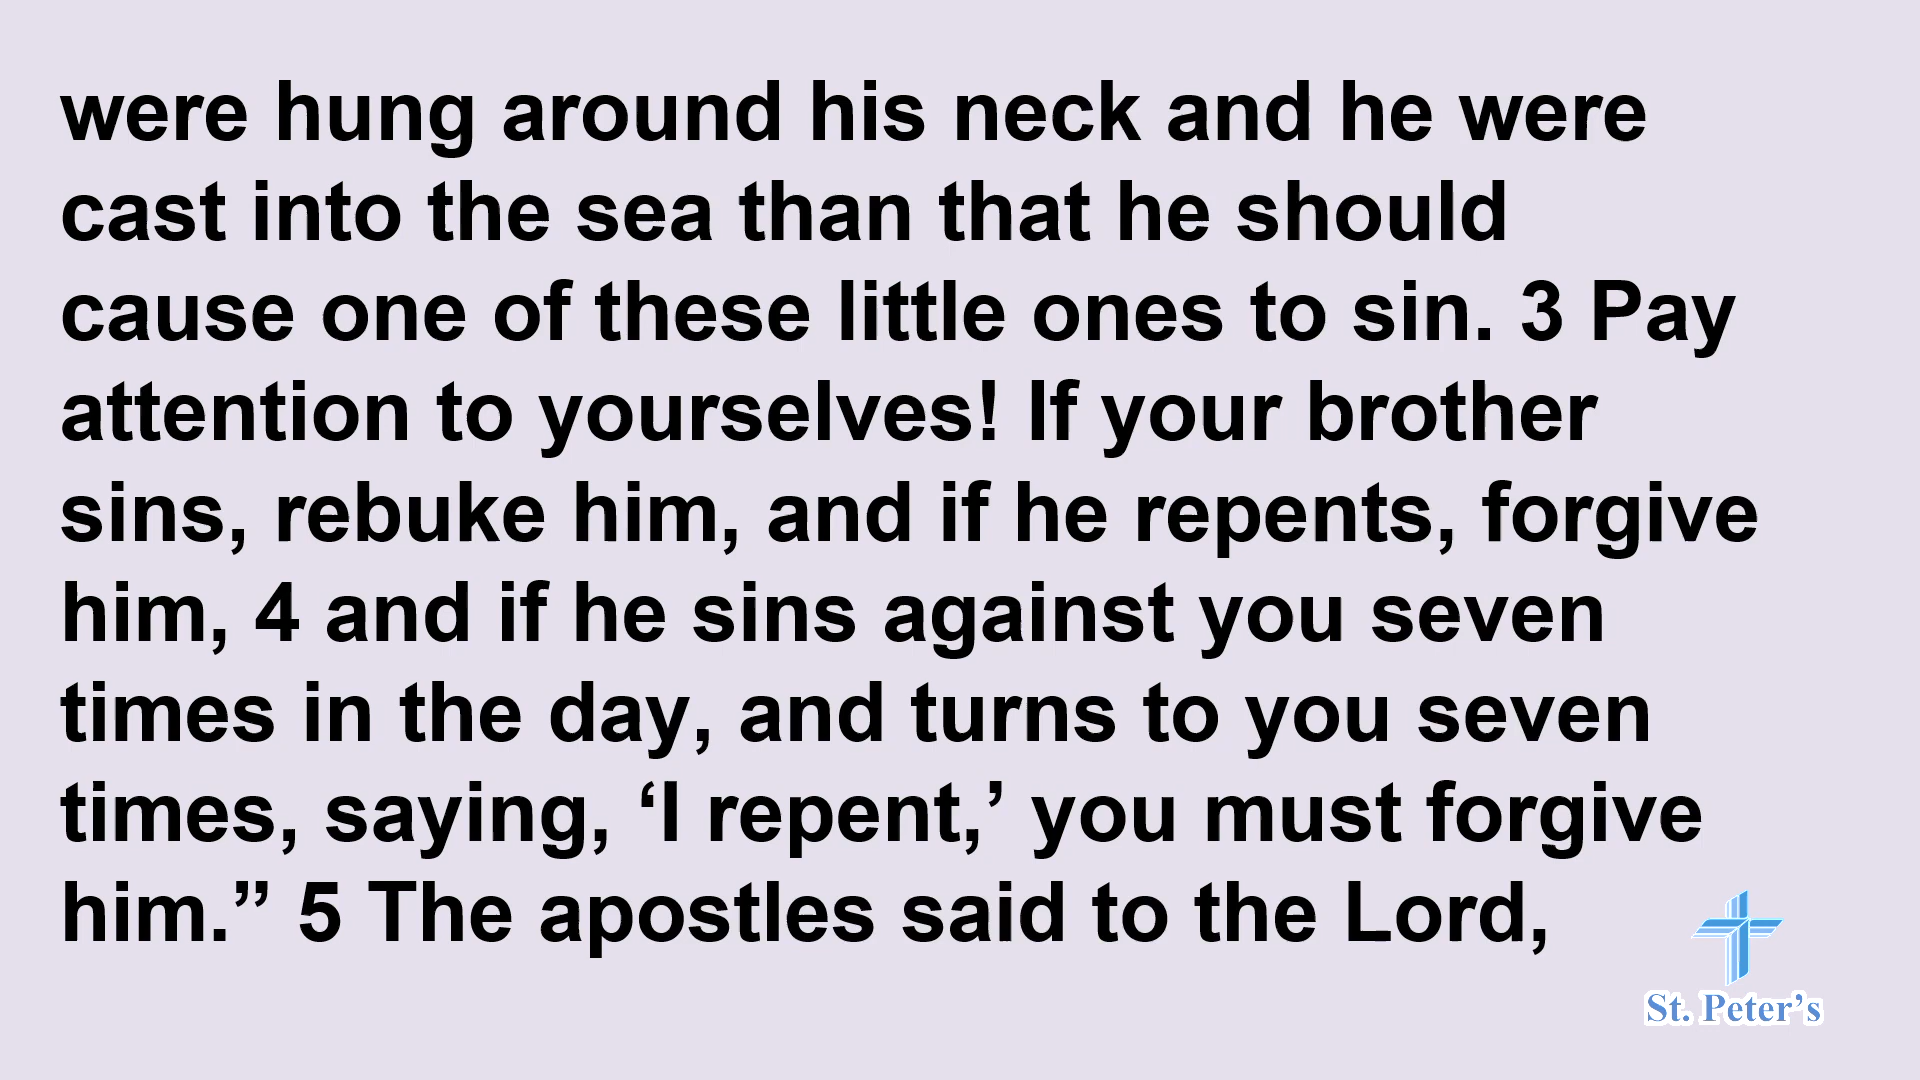 were hung around his neck and he were
cast into the sea than that he should
cause one of these little ones to sin. 3 Pay
attention to yourselves! If your brother
sins, rebuke him, and if he repents, forgive
him, 4 and if he sins against you seven
times in the day, and turns to you seven
times, saying, ‘I repent,’ you must forgive
him.” 5 The apostles said to the Lord,
St. Peter’s